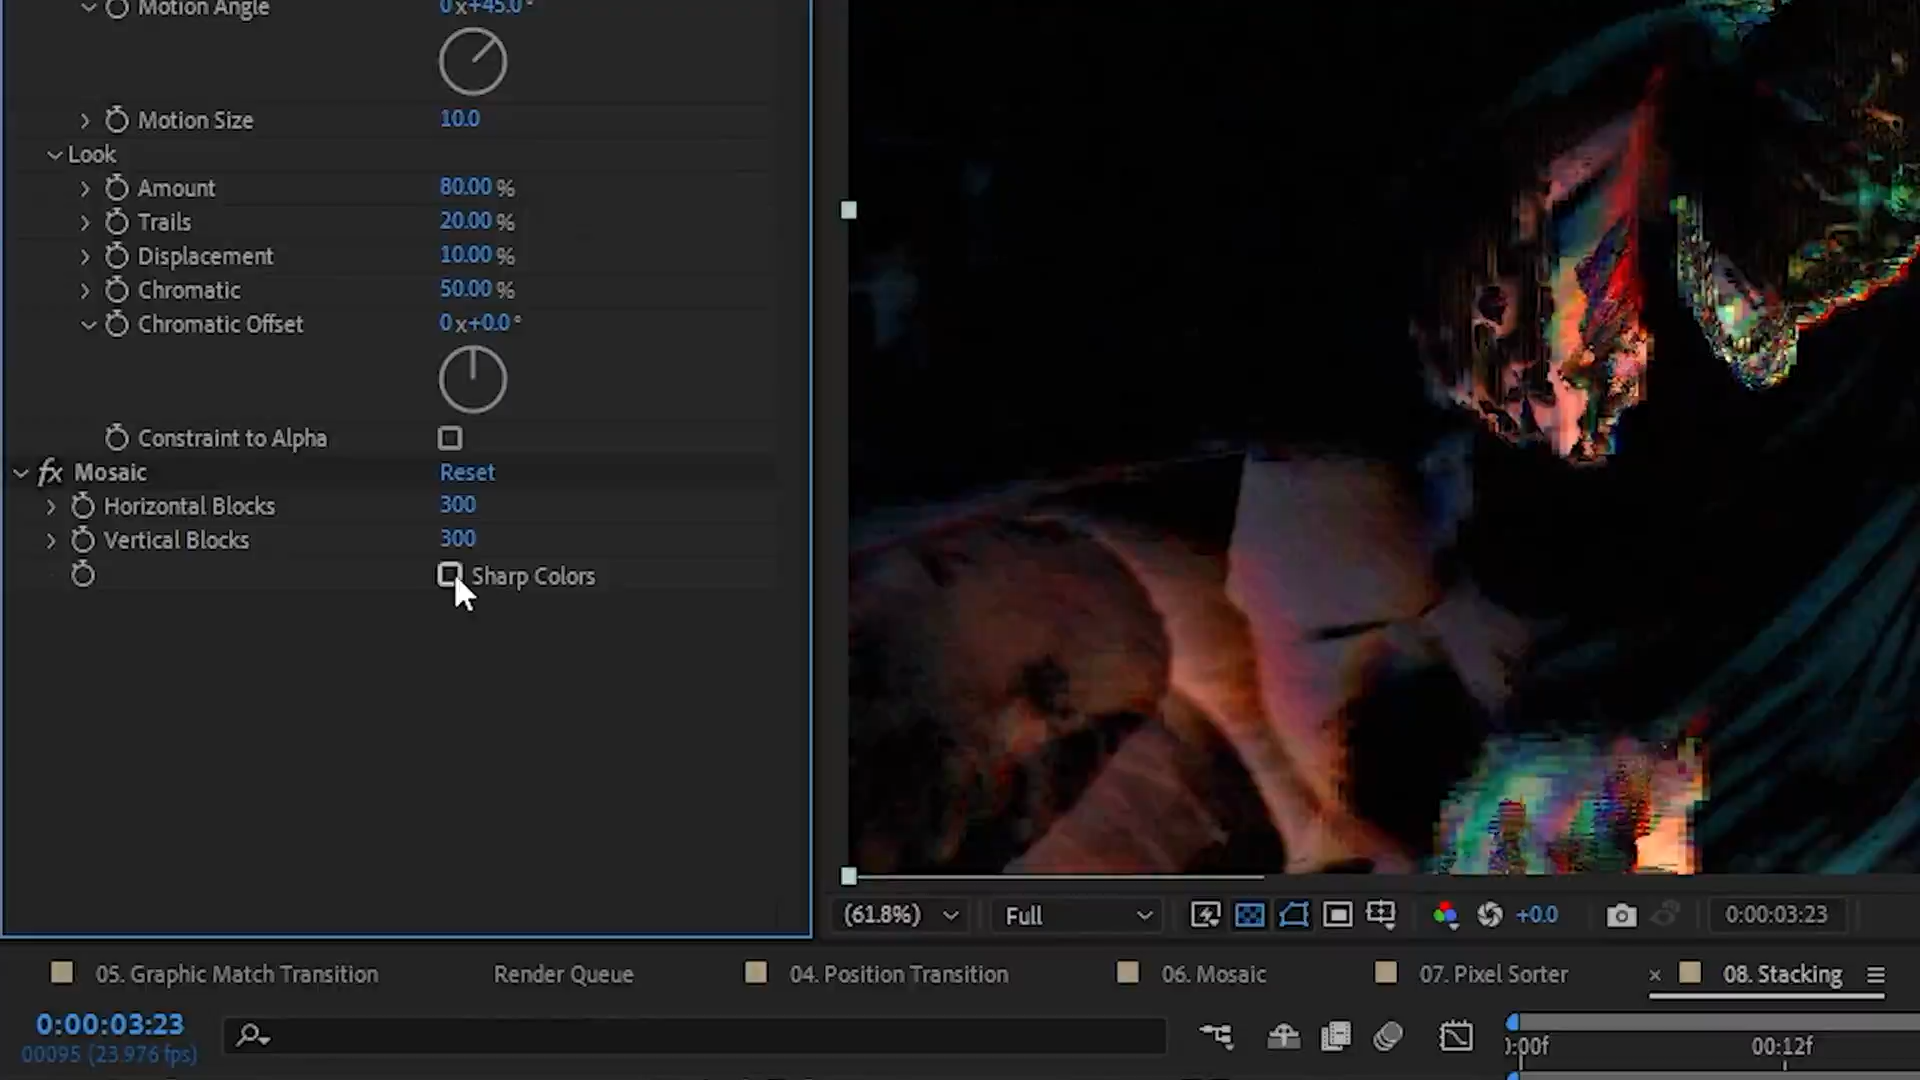 Motion Angle 0x+45.0°
Motion Size 10.0
Look
Amount 80.00 %
Trails 20.00 %
Displacement 10.00 %
Chromatic 50.00 %
Chromatic Offset 0x+0.0°
Constraint to Alpha
fx Mosaic Reset
Horizontal Blocks 300
Vertical Blocks 300
Sharp Colors
(61.8%) Full +0.0 0:00:03:23
05. Graphic Match Transition Render Queue 04. Position Transition 06. Mosaic 07. Pixel Sorter × 08. Stacking
0:00:03:23
00095 (23.976 fps)
):00f 00:12f